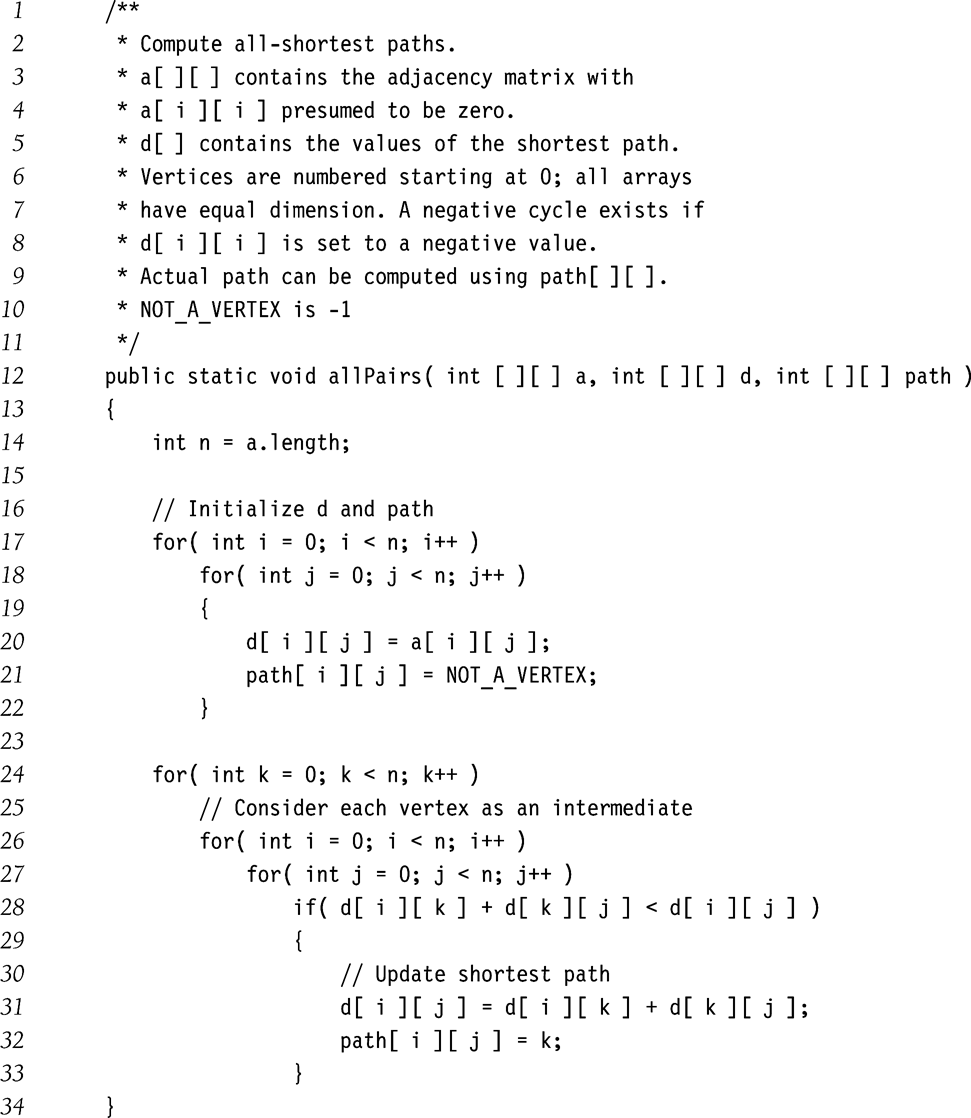 1 /**
2 * Compute all-shortest paths.
3 * a[ ][ ] contains the adjacency matrix with
4 * a[ i ][ i ] presumed to be zero.
5 * d[ ] contains the values of the shortest path.
6 * Vertices are numbered starting at 0; all arrays
7 * have equal dimension. A negative cycle exists if
8 * d[ i ][ i ] is set to a negative value.
9 * Actual path can be computed using path[ ][ ].
10 * NOT_A_VERTEX is -1
11 */
12 public static void allPairs( int [ ][ ] a, int [ ][ ] d, int [ ][ ] path )
13 {
14 int n = a.length;
15
16 // Initialize d and path
17 for( int i = 0; i < n; i++ )
18 for( int j = 0; j < n; j++ )
19 {
20 d[ i ][ j ] = a[ i ][ j ];
21 path[ i ][ j ] = NOT_A_VERTEX;
22 }
23
24 for( int k = 0; k < n; k++ )
25 // Consider each vertex as an intermediate
26 for( int i = 0; i < n; i++ )
27 for( int j = 0; j < n; j++ )
28 if( d[ i ][ k ] + d[ k ][ j ] < d[ i ][ j ] )
29 {
30 // Update shortest path
31 d[ i ][ j ] = d[ i ][ k ] + d[ k ][ j ];
32 path[ i ][ j ] = k;
33 }
34 }